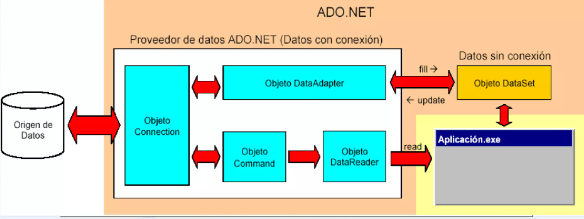 ADO.NET
Proveedor de datos ADO.NET (Datos con conexión)
Datos sin conexión
Objeto DataAdapter
fill →
Objeto DataSet
← update
Origen de
Datos
Objeto
Connection
Objeto
Command
Objeto
DataReader
read
Aplicación.exe